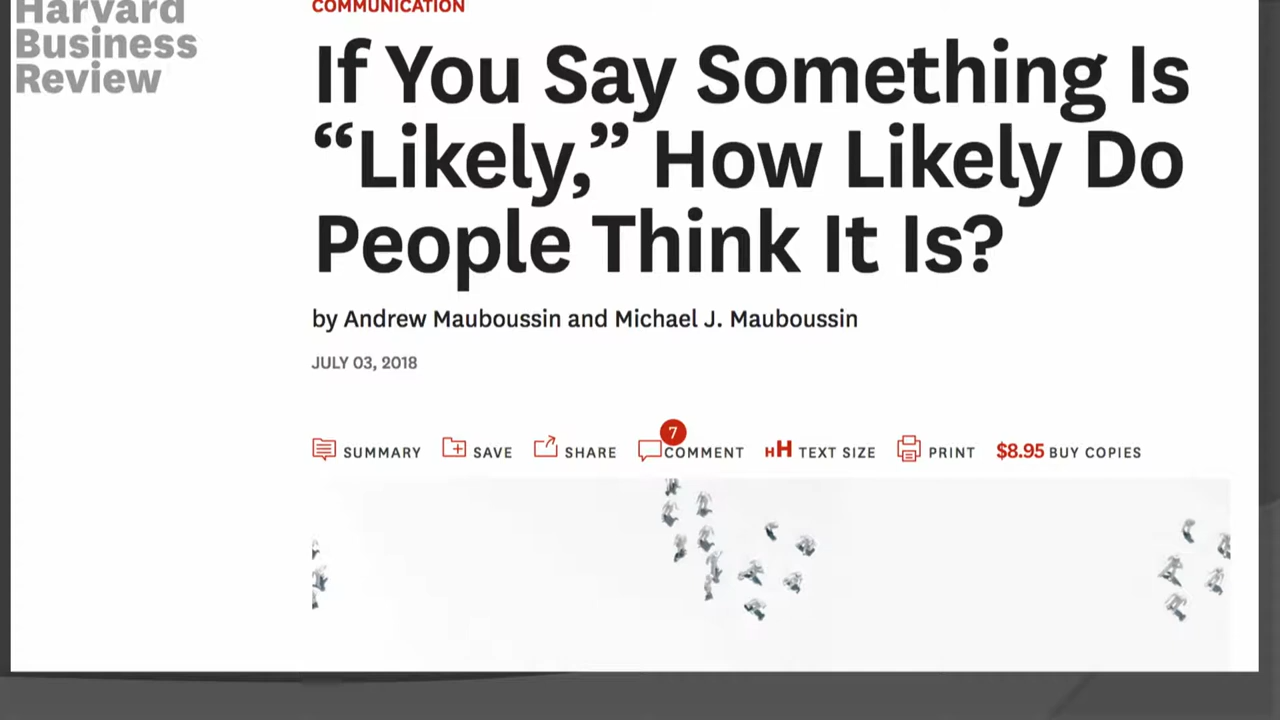 Harvard
Business
Review
COMMUNICATION
If You Say Something Is
“Likely,” How Likely Do
People Think It Is?
by Andrew Mauboussin and Michael J. Mauboussin
JULY 03, 2018
SUMMARY SAVE SHARE 7 COMMENT HH TEXT SIZE PRINT $8.95 BUY COPIES